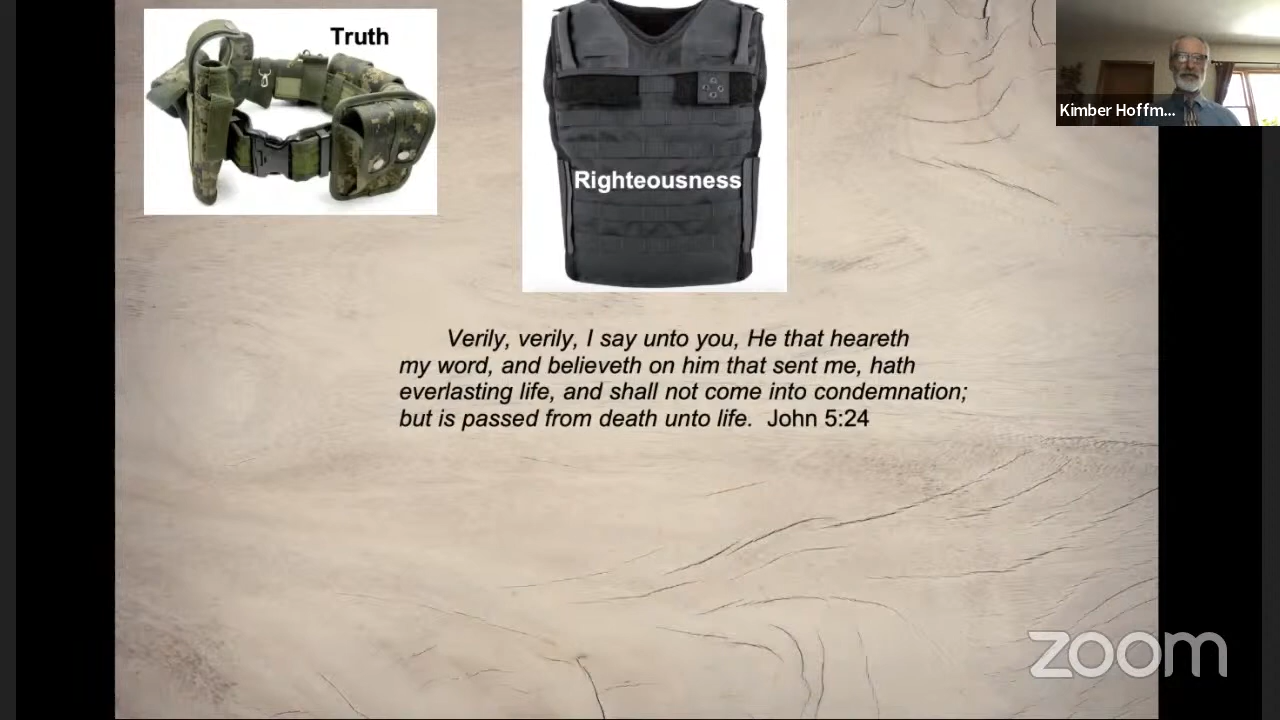 Truth
Righteousness
Kimber Hoffm...
Verily, verily, I say unto you, He that heareth
my word, and believeth on him that sent me, hath
everlasting life, and shall not come into condemnation;
but is passed from death unto life. John 5:24
zoom